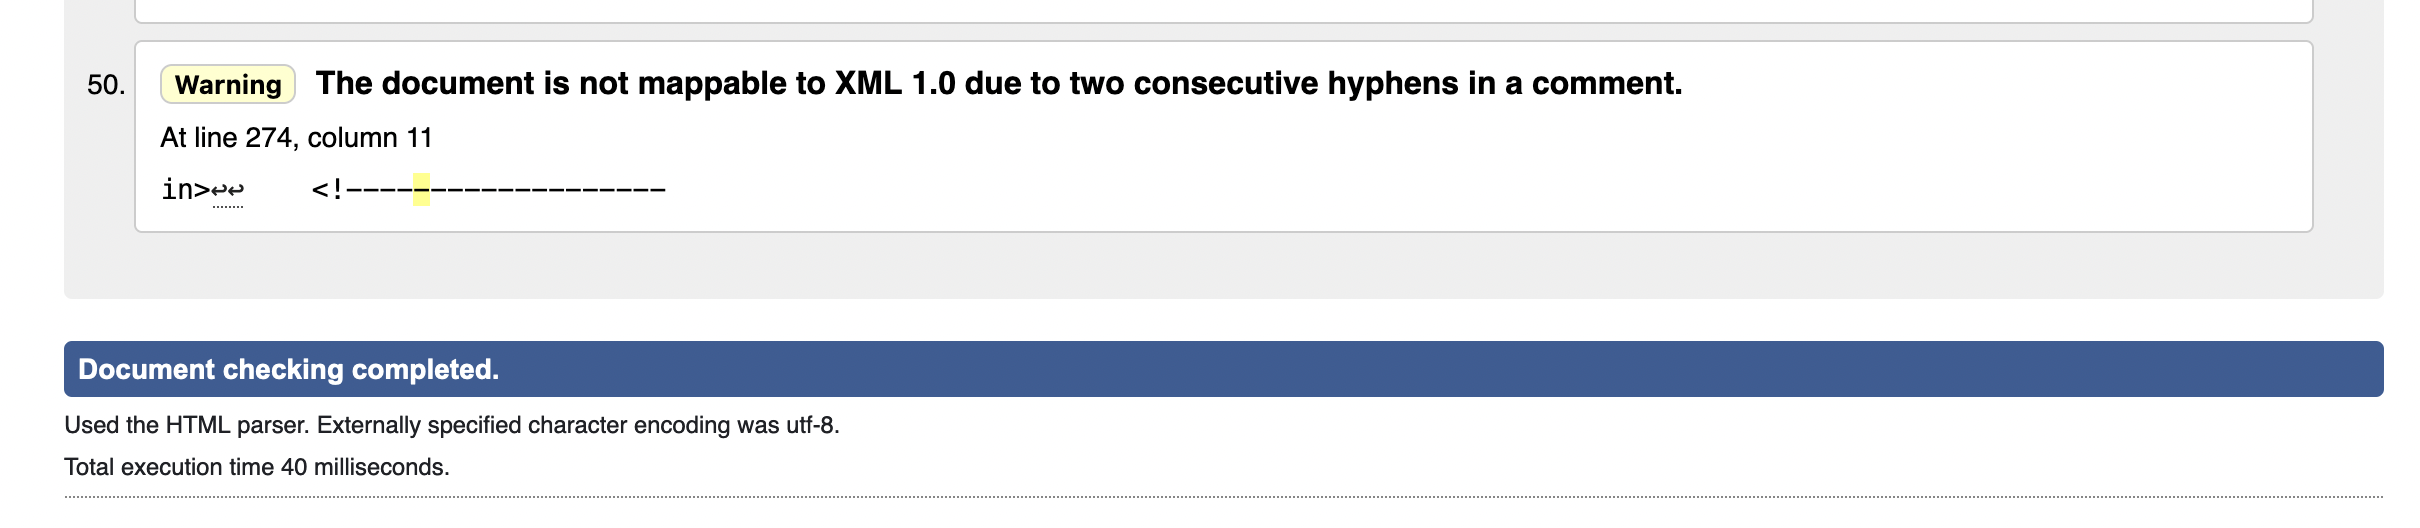 50. Warning The document is not mappable to XML 1.0 due to two consecutive hyphens in a comment.
At line 274, column 11
in>↩↩    <!-------------------
Document checking completed.
Used the HTML parser. Externally specified character encoding was utf-8.
Total execution time 40 milliseconds.